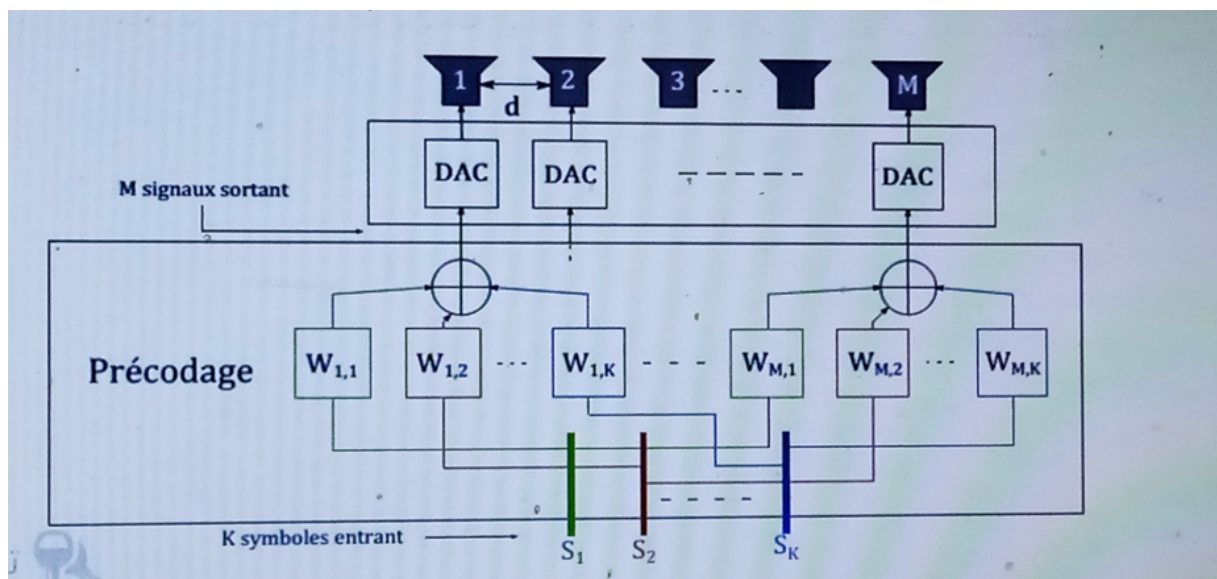 1 2 3 ... M
d
DAC DAC DAC
M signaux sortant
Précodage
W1,1 W1,2 ... W1,K WM,1 WM,2 ... WM,K
K symboles entrant
S1 S2 SK